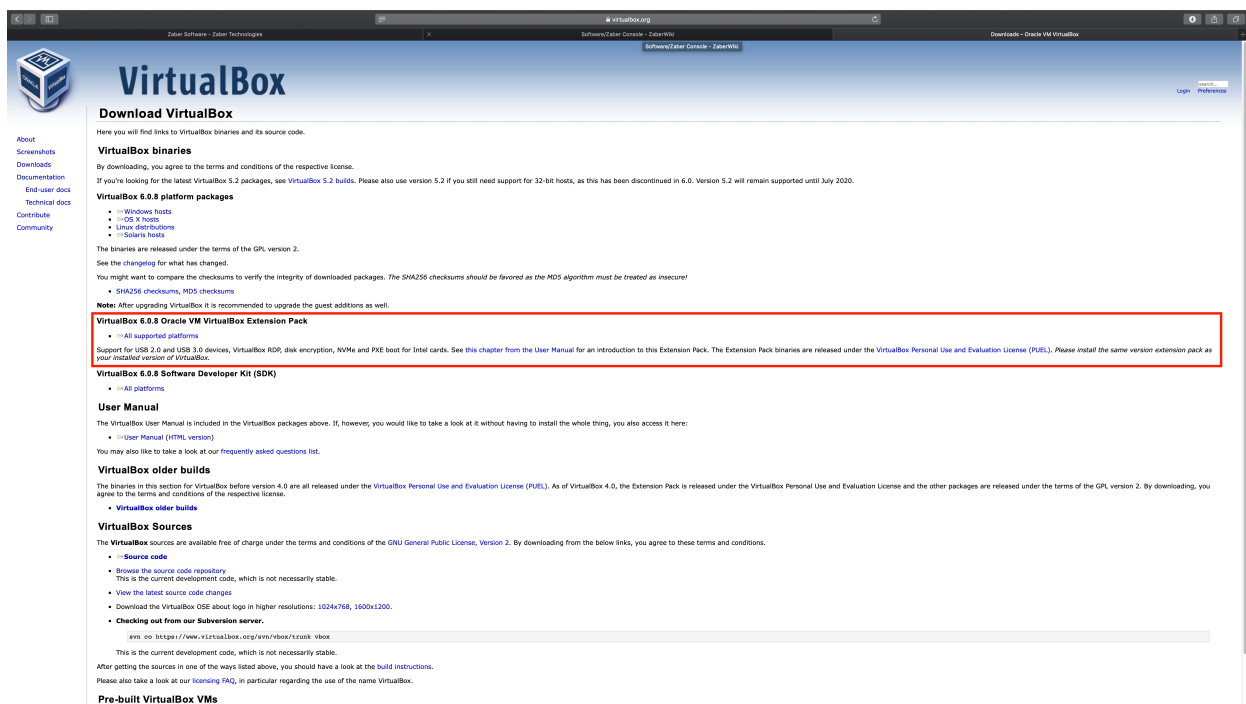 virtualbox.org
Zaber Software - Zaber Technologies
Software/Zaber Console - ZaberWiki
Downloads – Oracle VM VirtualBox
Software/Zaber Console - ZaberWiki
VirtualBox
search...
Login Preferences
Download VirtualBox
Here you will find links to VirtualBox binaries and its source code.
About
Screenshots
Downloads
Documentation
End-user docs
Technical docs
Contribute
Community
VirtualBox binaries
By downloading, you agree to the terms and conditions of the respective license.
If you're looking for the latest VirtualBox 5.2 packages, see VirtualBox 5.2 builds. Please also use version 5.2 if you still need support for 32-bit hosts, as this has been discontinued in 6.0. Version 5.2 will remain supported until July 2020.
VirtualBox 6.0.8 platform packages
Windows hosts
OS X hosts
Linux distributions
Solaris hosts
The binaries are released under the terms of the GPL version 2.
See the changelog for what has changed.
You might want to compare the checksums to verify the integrity of downloaded packages. The SHA256 checksums should be favored as the MD5 algorithm must be treated as insecure!
SHA256 checksums, MD5 checksums
Note: After upgrading VirtualBox it is recommended to upgrade the guest additions as well.
VirtualBox 6.0.8 Oracle VM VirtualBox Extension Pack
All supported platforms
Support for USB 2.0 and USB 3.0 devices, VirtualBox RDP, disk encryption, NVMe and PXE boot for Intel cards. See this chapter from the User Manual for an introduction to this Extension Pack. The Extension Pack binaries are released under the VirtualBox Personal Use and Evaluation License (PUEL). Please install the same version extension pack as
your installed version of VirtualBox.
VirtualBox 6.0.8 Software Developer Kit (SDK)
All platforms
User Manual
The VirtualBox User Manual is included in the VirtualBox packages above. If, however, you would like to take a look at it without having to install the whole thing, you also access it here:
User Manual (HTML version)
You may also like to take a look at our frequently asked questions list.
VirtualBox older builds
The binaries in this section for VirtualBox before version 4.0 are all released under the VirtualBox Personal Use and Evaluation License (PUEL). As of VirtualBox 4.0, the Extension Pack is released under the VirtualBox Personal Use and Evaluation License and the other packages are released under the terms of the GPL version 2. By downloading, you
agree to the terms and conditions of the respective license.
VirtualBox older builds
VirtualBox Sources
The VirtualBox sources are available free of charge under the terms and conditions of the GNU General Public License, Version 2. By downloading from the below links, you agree to these terms and conditions.
Source code
Browse the source code repository
This is the current development code, which is not necessarily stable.
View the latest source code changes
Download the VirtualBox OSE about logo in higher resolutions: 1024x768, 1600x1200.
Checking out from our Subversion server.
svn co https://www.virtualbox.org/svn/vbox/trunk vbox
This is the current development code, which is not necessarily stable.
After getting the sources in one of the ways listed above, you should have a look at the build instructions.
Please also take a look at our licensing FAQ, in particular regarding the use of the name VirtualBox.
Pre-built VirtualBox VMs